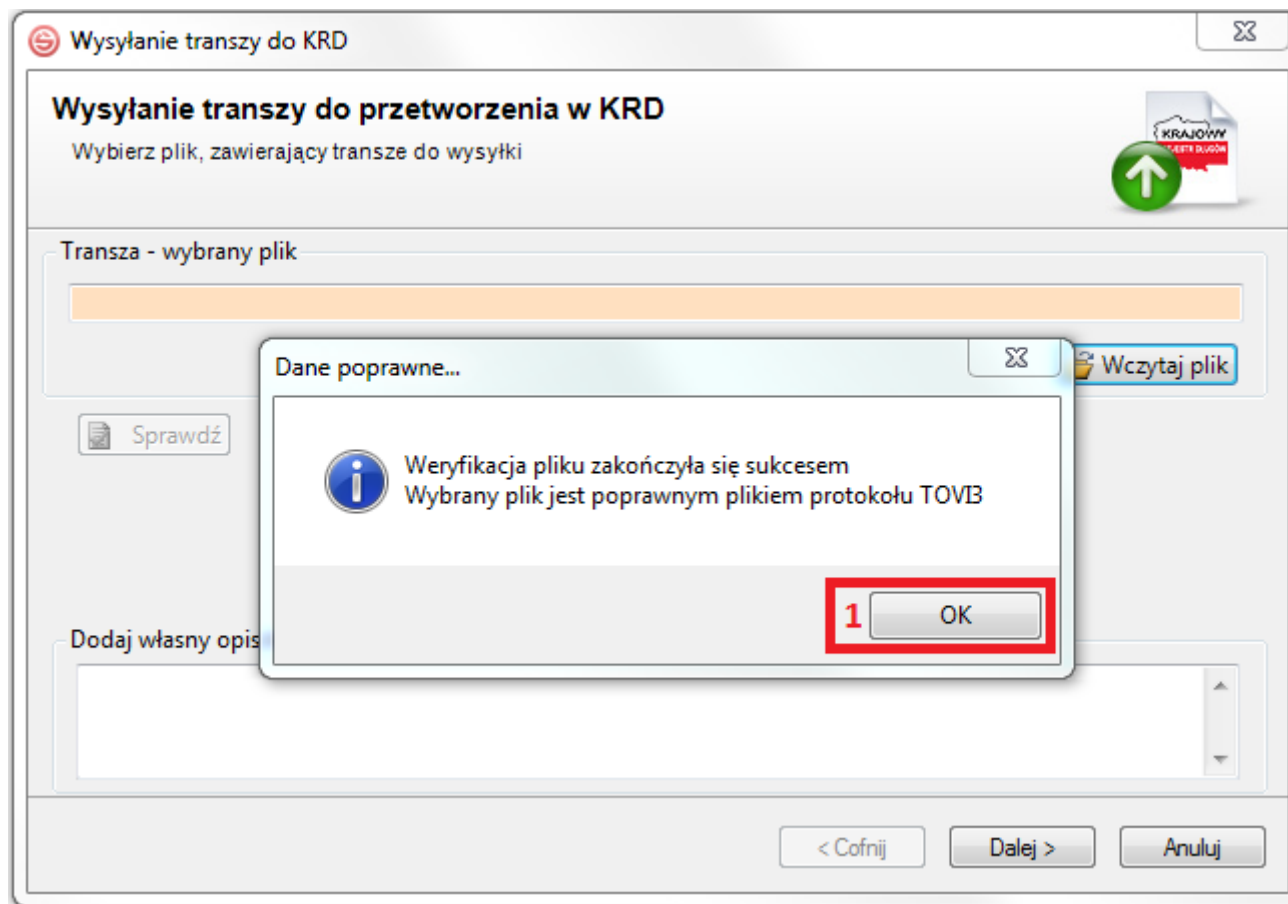 Wysyłanie transzy do KRD
Wysyłanie transzy do przetworzenia w KRD
Wybierz plik, zawierający transze do wysyłki
KRAJOWY
DŁUGÓW
Transza - wybrany plik
Wczytaj plik
Sprawdź
Dane poprawne...
Weryfikacja pliku zakończyła się sukcesem
Wybrany plik jest poprawnym plikiem protokołu TOVI3
1 OK
Dodaj własny opis
< Cofnij Dalej > Anuluj